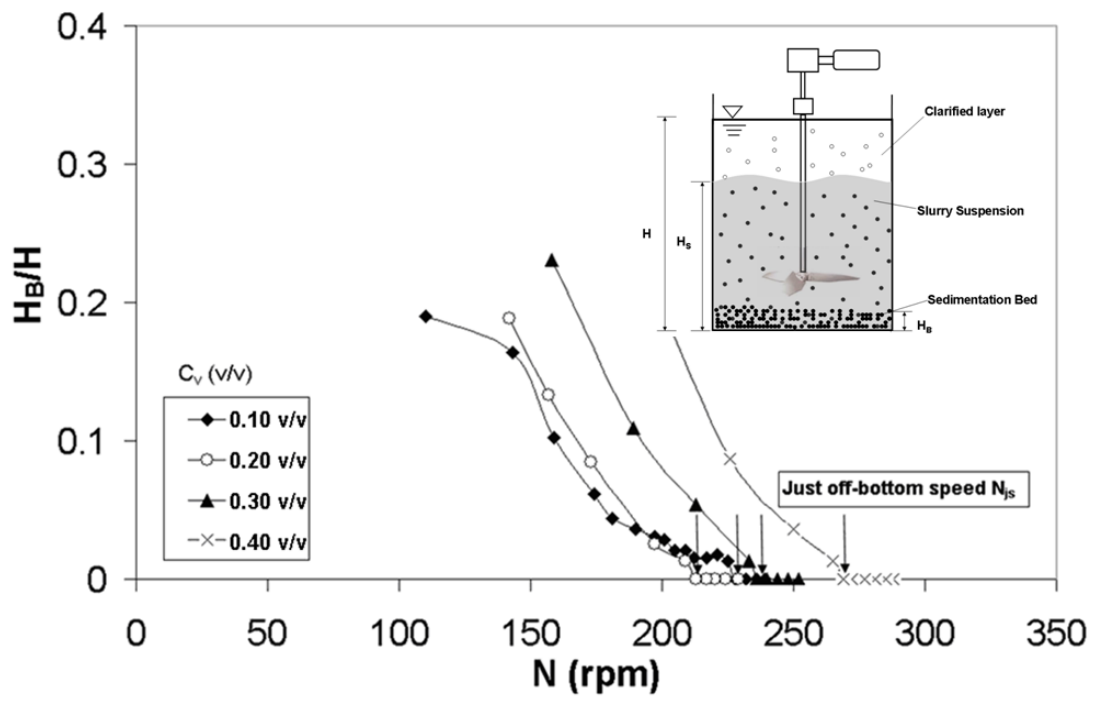 0.4
0.3
0.2
0.1
0
H_B/H
0 50 100 150 200 250 300 350
N (rpm)
C_v (v/v)
0.10 v/v
0.20 v/v
0.30 v/v
0.40 v/v
Just off-bottom speed N_js
Clarified layer
Slurry Suspension
Sedimentation Bed
H
H_S
H_B